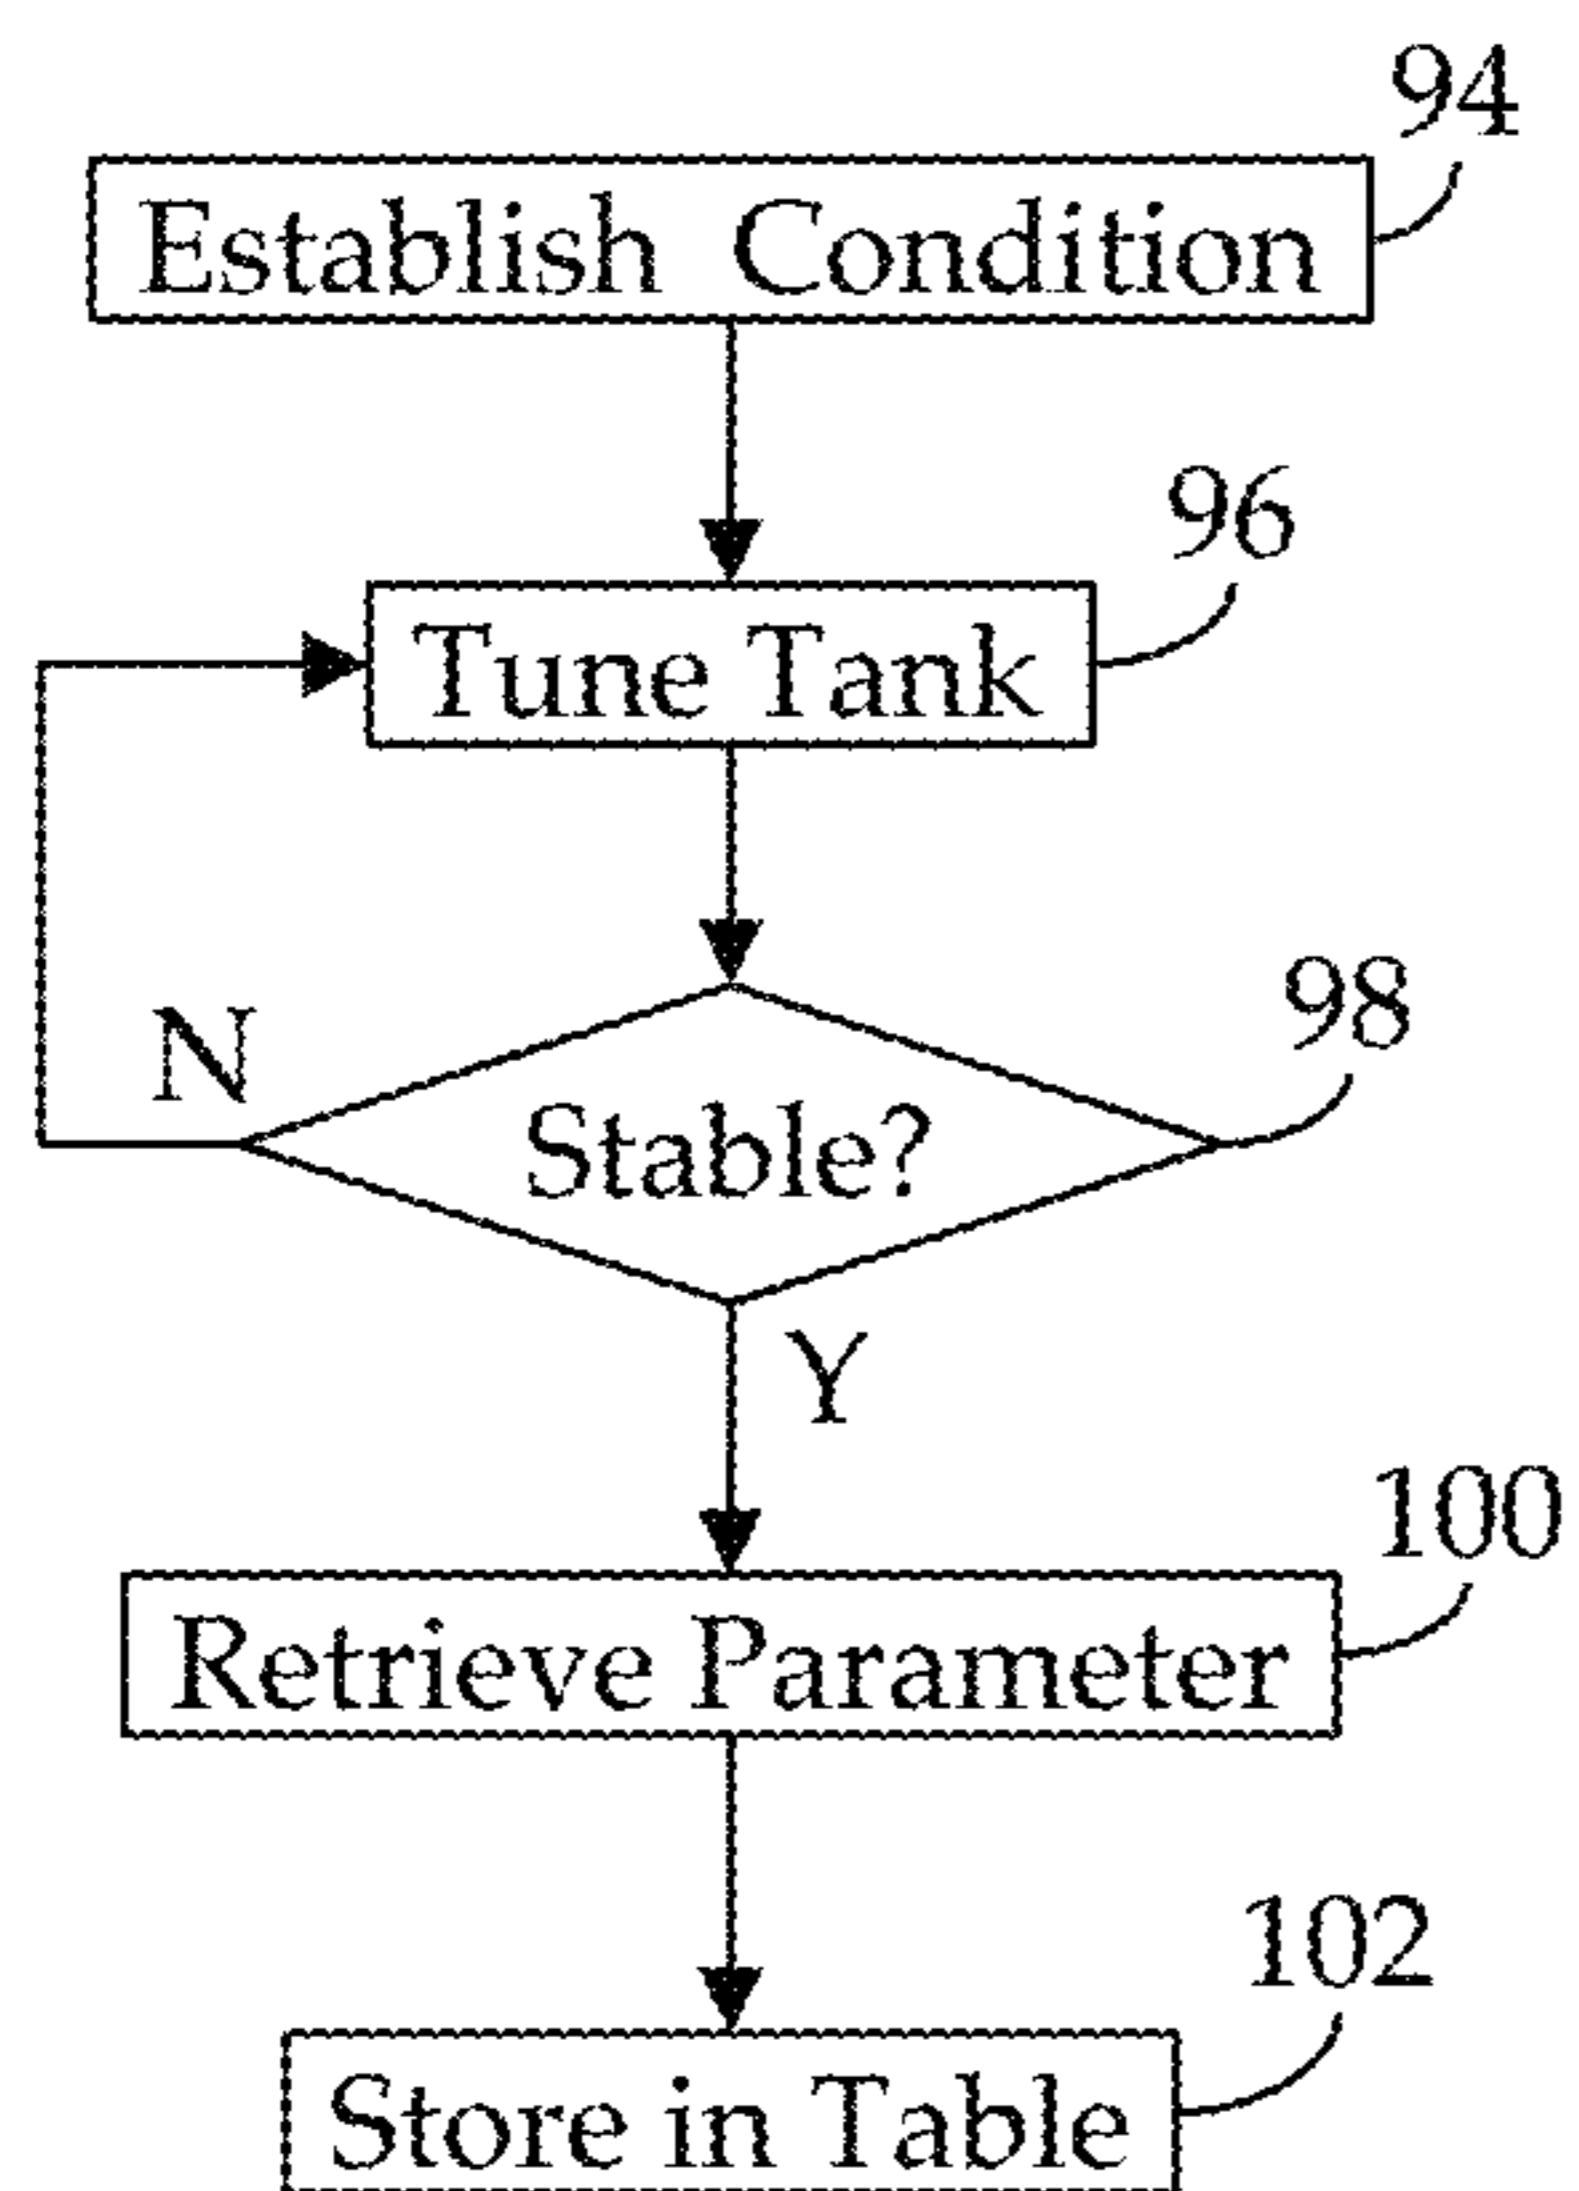 94
Establish Condition
96
Tune Tank
98
N
Stable?
Y
100
Retrieve Parameter
102
Store in Table